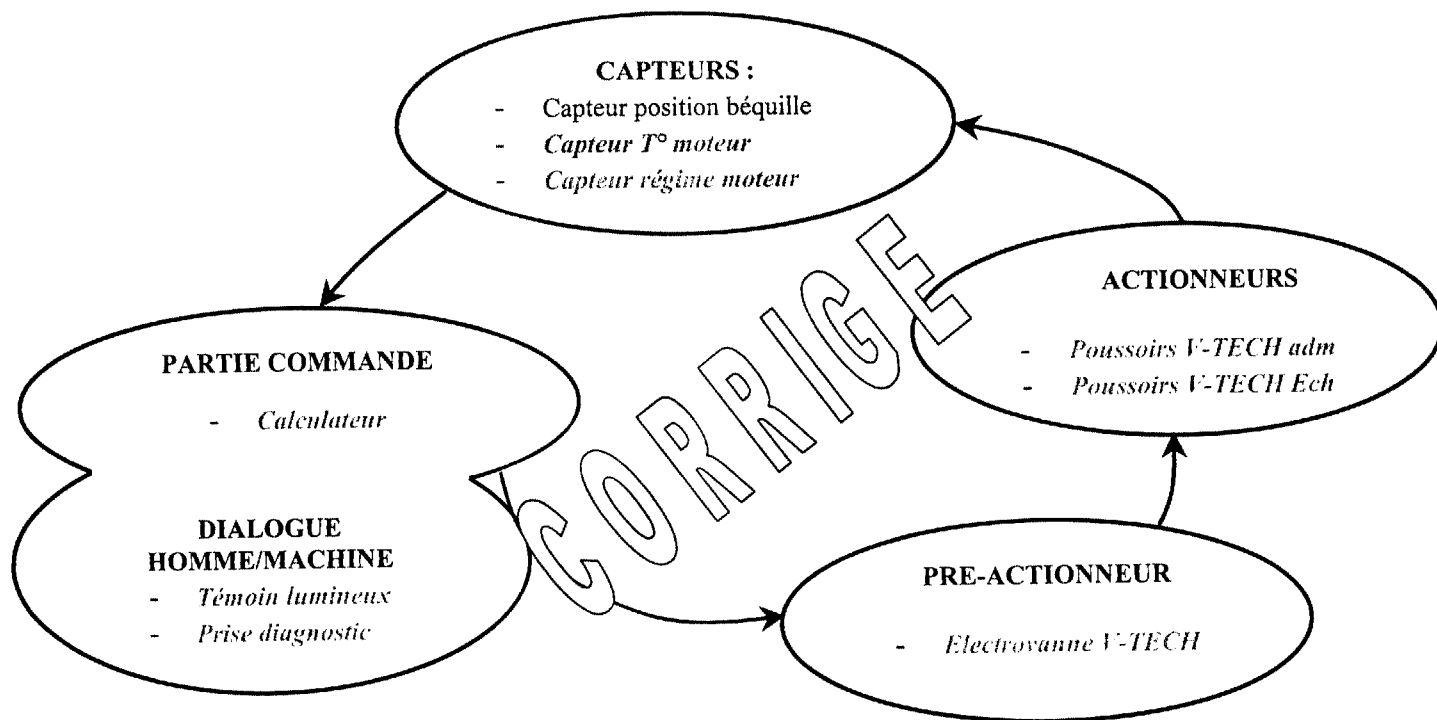 CAPTEURS :
- Capteur position béquille
- Capteur T° moteur
- Capteur régime moteur
ACTIONNEURS
- Poussoirs V-TECH adm
- Poussoirs V-TECH Ech
PARTIE COMMANDE
- Calculateur
CORRIGE
DIALOGUE
HOMME/MACHINE
- Témoin lumineux
- Prise diagnostic
PRE-ACTIONNEUR
- Electrovanne V-TECH